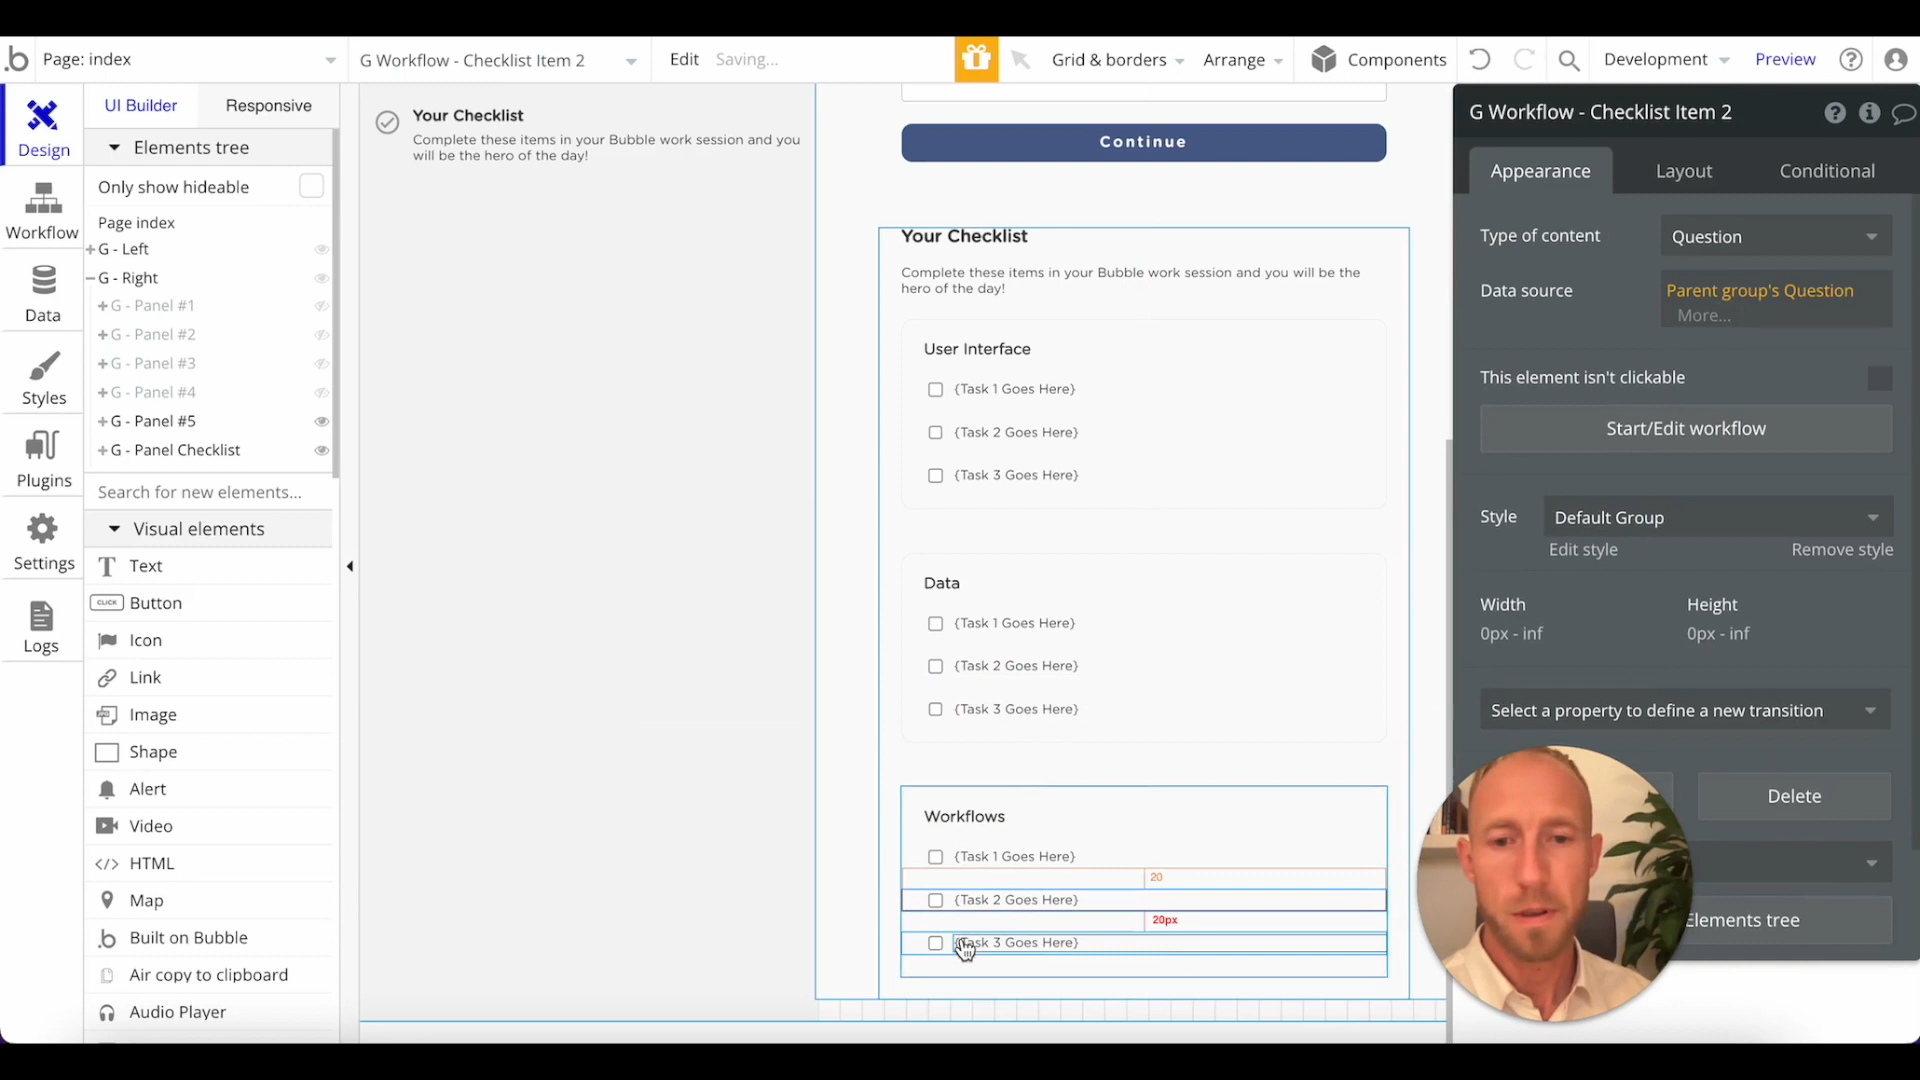 Page: index
G Workflow - Checklist Item 2
Edit
Saving...
Grid & borders
Arrange
Components
Development
Preview
Design
Workflow
Data
Styles
Plugins
Settings
Logs
UI Builder
Responsive
Elements tree
Only show hideable
Page index
G - Left
G - Right
G - Panel #1
G - Panel #2
G - Panel #3
G - Panel #4
G - Panel #5
G - Panel Checklist
Search for new elements...
Visual elements
Text
CLICK Button
Icon
Link
Image
Shape
Alert
Video
HTML
Map
Built on Bubble
Air copy to clipboard
Audio Player
Your Checklist
Complete these items in your Bubble work session and you
will be the hero of the day!
Continue
Your Checklist
Complete these items in your Bubble work session and you will be the
hero of the day!
User Interface
{Task 1 Goes Here}
{Task 2 Goes Here}
{Task 3 Goes Here}
Data
{Task 1 Goes Here}
{Task 2 Goes Here}
{Task 3 Goes Here}
Workflows
{Task 1 Goes Here}
20
{Task 2 Goes Here}
20px
{Task 3 Goes Here}
G Workflow - Checklist Item 2
Appearance
Layout
Conditional
Type of content
Question
Data source
Parent group's Question
More...
This element isn't clickable
Start/Edit workflow
Style
Default Group
Edit style
Remove style
Width
Height
0px - inf
0px - inf
Select a property to define a new transition
Delete
Elements tree